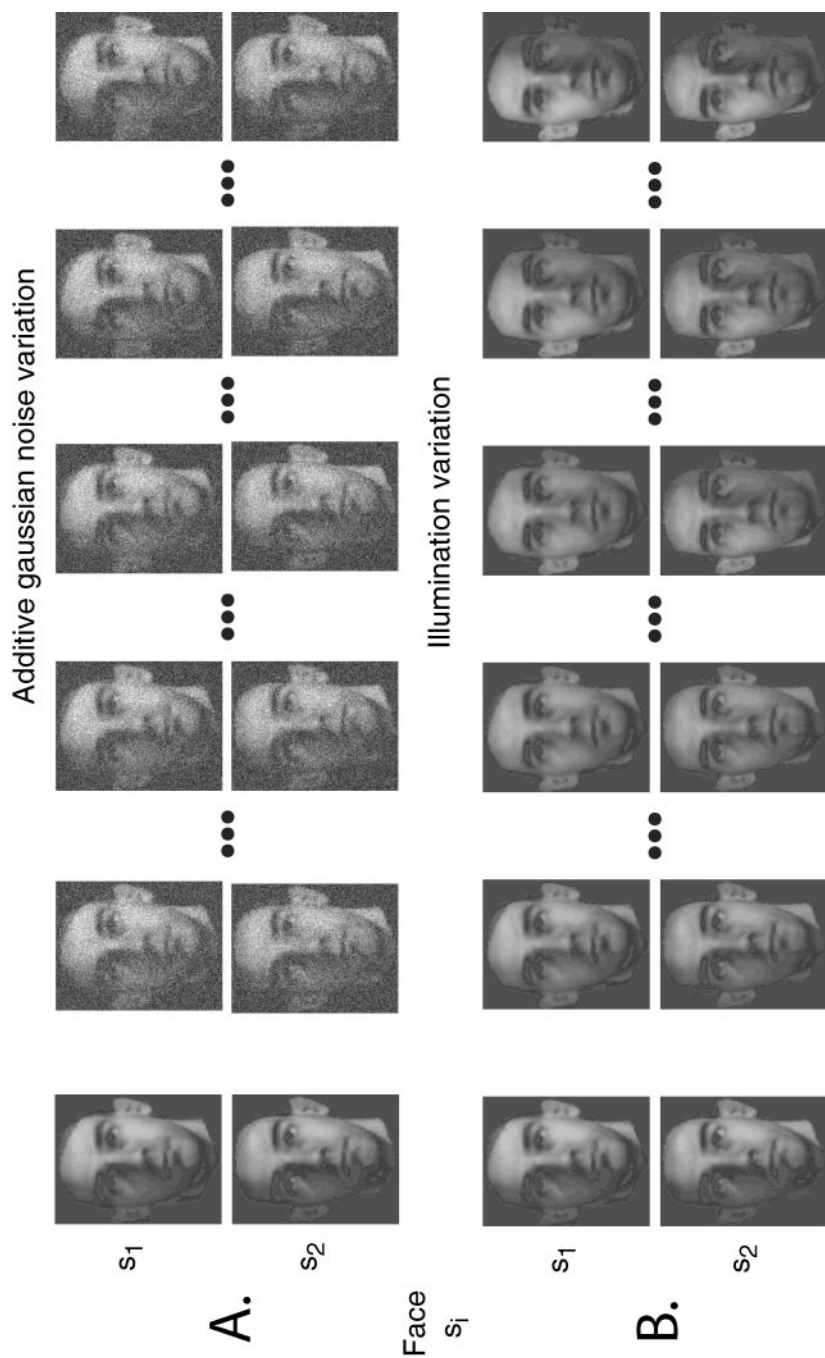 Additive gaussian noise variation
A.
s1
s2
Face
si
Illumination variation
B.
s1
s2